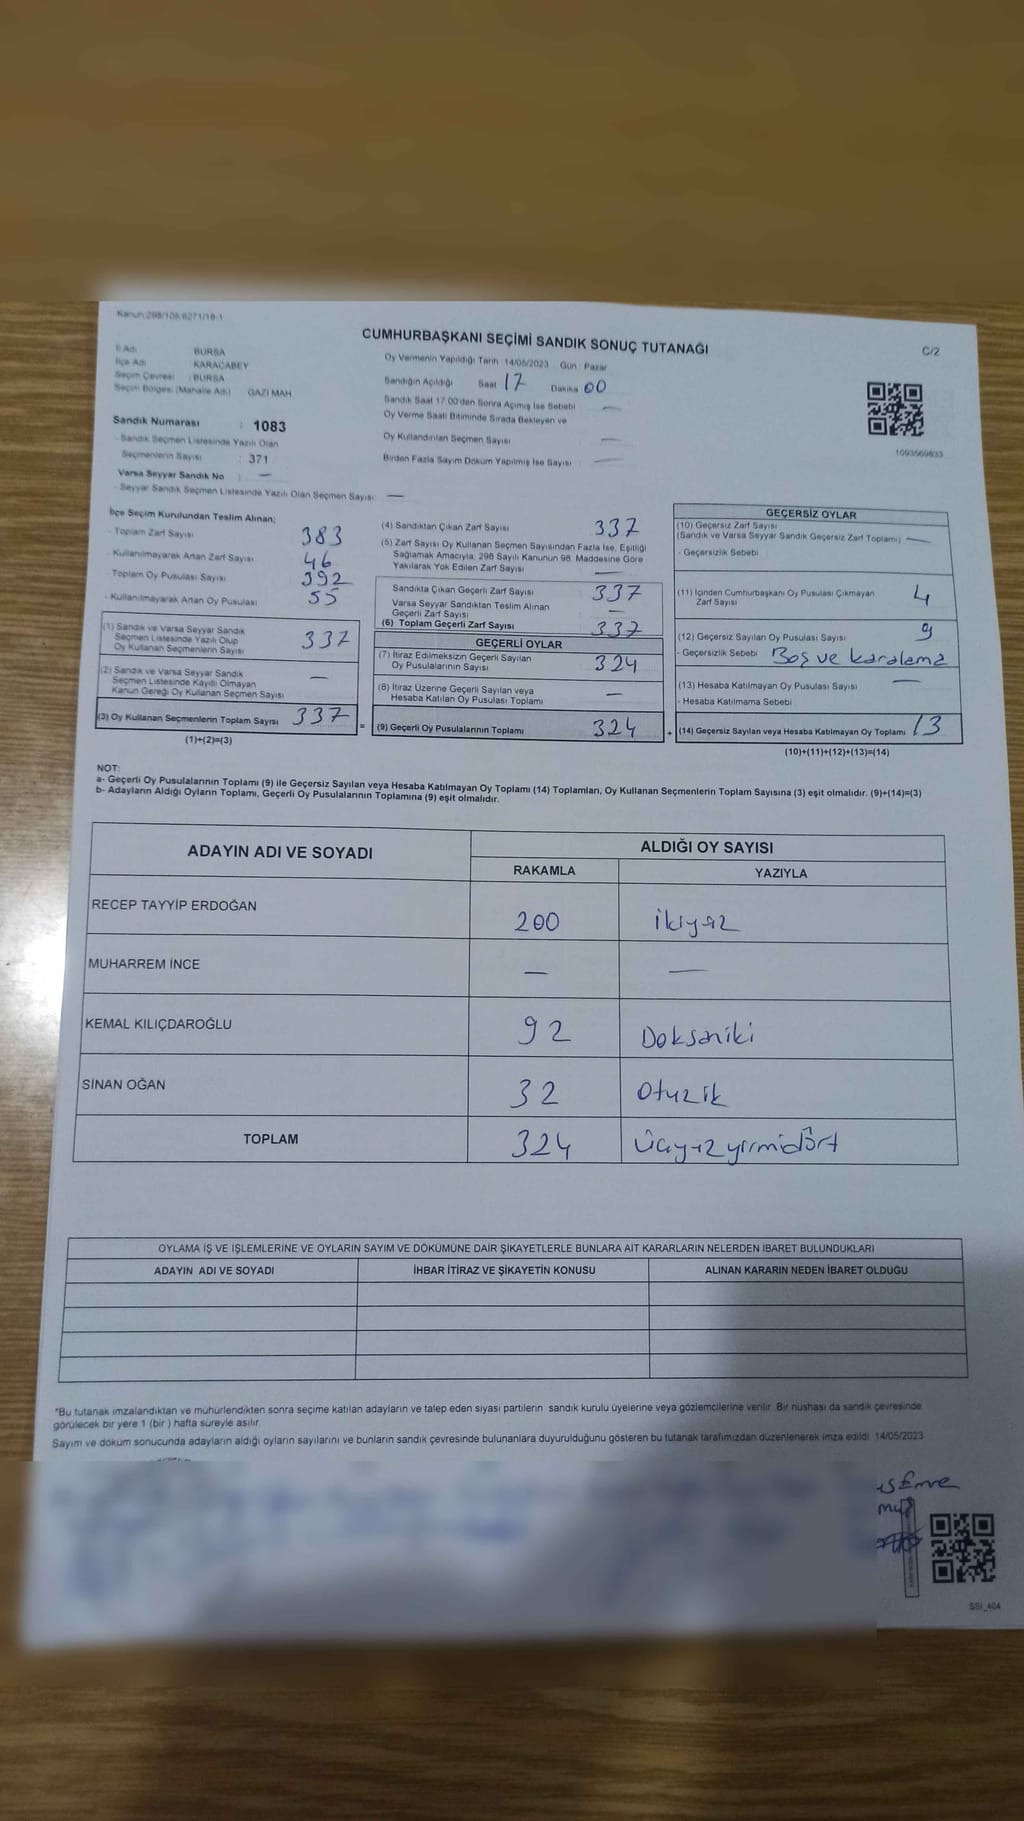 Kanun:298/106;6271/18-1
CUMHURBAŞKANI SEÇİMİ SANDIK SONUÇ TUTANAĞI
C/2
İl Adı BURSA
İlçe Adı KARACABEY
Seçim Çevresi : BURSA
Seçim Bölgesi (Mahalle Adı) GAZİ MAH
Sandık Numarası : 1083
- Sandık Seçmen Listesinde Yazılı Olan
Seçmenlerin Sayısı : 371
Varsa Seyyar Sandık No : —
- Seyyar Sandık Seçmen Listesinde Yazılı Olan Seçmen Sayısı: —
Oy Vermenin Yapıldığı Tarih 14/05/2023 Gün Pazar
Sandığın Açıldığı Saat 17 Dakika 00
Sandık Saat 17:00'den Sonra Açımış İse Sebebi —
Oy Verme Saati Bitiminde Sırada Bekleyen ve
Oy Kullandırılan Seçmen Sayısı —
Birden Fazla Sayım Döküm Yapılmış İse Sayısı : —
1093569833
İlçe Seçim Kurulundan Teslim Alınan;
- Toplam Zarf Sayısı 383
- Kullanılmayarak Artan Zarf Sayısı 46
Toplam Oy Pusulası Sayısı 392
- Kullanılmayarak Artan Oy Pusulası 55
(1) Sandık ve Varsa Seyyar Sandık
Seçmen Listesinde Yazılı Olup
Oy Kullanan Seçmenlerin Sayısı 337
(2) Sandık ve Varsa Seyyar Sandık
Seçmen Listesinde Kayıtlı Olmayan
Kanun Gereği Oy Kullanan Seçmen Sayısı —
(3) Oy Kullanan Seçmenlerin Toplam Sayısı 337 =
(1)+(2)=(3)
(4) Sandıktan Çıkan Zarf Sayısı 337
(5) Zarf Sayısı Oy Kullanan Seçmen Sayısından Fazla İse, Eşitliği
Sağlamak Amacıyla, 298 Sayılı Kanunun 98. Maddesine Göre
Yakılarak Yok Edilen Zarf Sayısı —
Sandıkta Çıkan Geçerli Zarf Sayısı 337
Varsa Seyyar Sandıktan Teslim Alınan
Geçerli Zarf Sayısı —
(6) Toplam Geçerli Zarf Sayısı 337
GEÇERLİ OYLAR
(7) İtiraz Edilmeksizin Geçerli Sayılan
Oy Pusulalarının Sayısı 324
(8) İtiraz Üzerine Geçerli Sayılan veya
Hesaba Katılan Oy Pusulası Toplamı —
(9) Geçerli Oy Pusulalarının Toplamı 324 +
GEÇERSİZ OYLAR
(10) Geçersiz Zarf Sayısı
(Sandık ve Varsa Seyyar Sandık Geçersiz Zarf Toplamı) —
- Geçersizlik Sebebi
(11) İçinden Cumhurbaşkanı Oy Pusulası Çıkmayan
Zarf Sayısı 4
(12) Geçersiz Sayılan Oy Pusulası Sayısı 9
- Geçersizlik Sebebi Boş ve karalama
(13) Hesaba Katılmayan Oy Pusulası Sayısı —
- Hesaba Katılmama Sebebi
(14) Geçersiz Sayılan veya Hesaba Katılmayan Oy Toplamı 13
(10)+(11)+(12)+(13)=(14)
NOT:
a- Geçerli Oy Pusulalarının Toplamı (9) ile Geçersiz Sayılan veya Hesaba Katılmayan Oy Toplamı (14) Toplamları, Oy Kullanan Seçmenlerin Toplam Sayısına (3) eşit olmalıdır. (9)+(14)=(3)
b- Adayların Aldığı Oyların Toplamı, Geçerli Oy Pusulalarının Toplamına (9) eşit olmalıdır.
ADAYIN ADI VE SOYADI ALDIĞI OY SAYISI
RAKAMLA YAZIYLA
RECEP TAYYİP ERDOĞAN 200 ikiyüz
MUHARREM İNCE — —
KEMAL KILIÇDAROĞLU 92 Doksaniki
SİNAN OĞAN 32 Otuzik
TOPLAM 324 Üçyüzyirmidört
OYLAMA İŞ VE İŞLEMLERİNE VE OYLARIN SAYIM VE DÖKÜMÜNE DAİR ŞİKAYETLERLE BUNLARA AİT KARARLARIN NELERDEN İBARET BULUNDUKLARI
ADAYIN ADI VE SOYADI İHBAR İTİRAZ VE ŞİKAYETİN KONUSU ALINAN KARARIN NEDEN İBARET OLDUĞU
*Bu tutanak imzalandıktan ve mühürlendikten sonra seçime katılan adayların ve talep eden siyasi partilerin sandık kurulu üyelerine veya gözlemcilerine verilir. Bir nüshası da sandık çevresinde
görülecek bir yere 1 (bir ) hafta süreyle asılır.
Sayım ve döküm sonucunda adayların aldığı oyların sayılarını ve bunların sandık çevresinde bulunanlara duyurulduğunu gösteren bu tutanak tarafımızdan düzenlenerek imza edildi. 14/05/2023
SSI_404